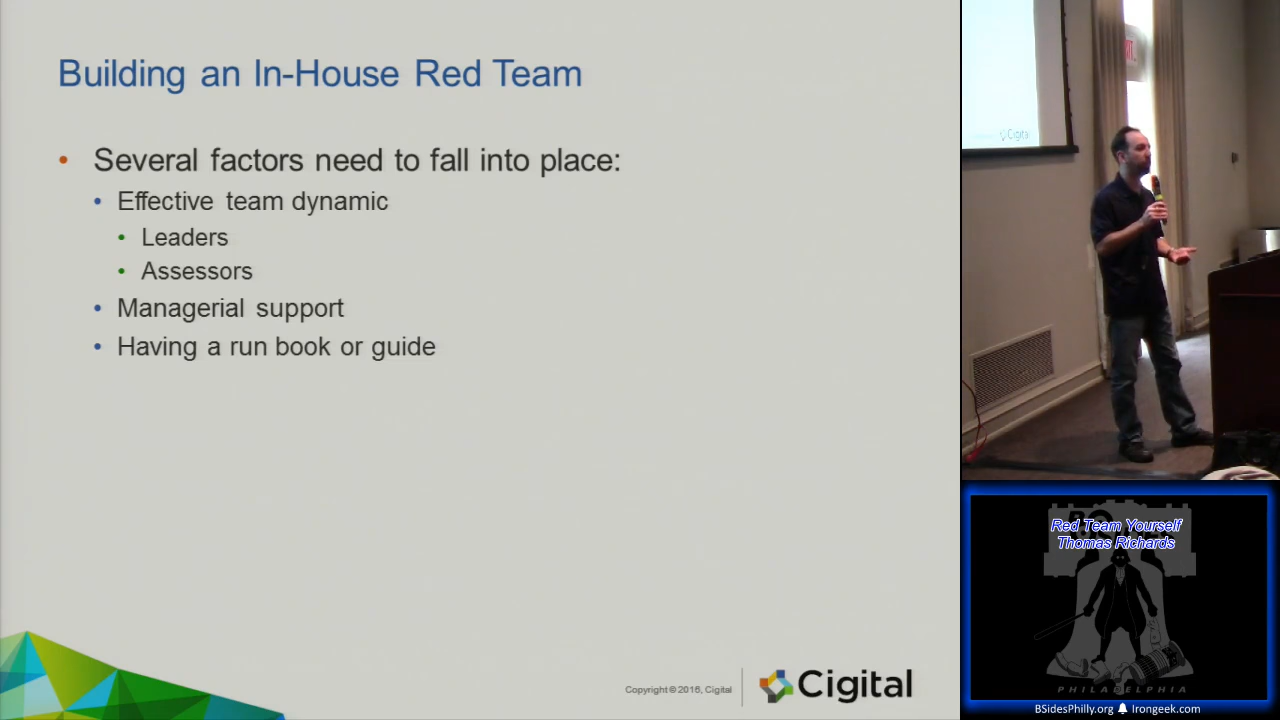 Building an In-House Red Team
• Several factors need to fall into place:
• Effective team dynamic
• Leaders
• Assessors
• Managerial support
• Having a run book or guide
Copyright © 2016, Cigital
Cigital
Cigital
Red Team Yourself
Thomas Richards
PHILADELPHIA
BSidesPhilly.org Irongeek.com